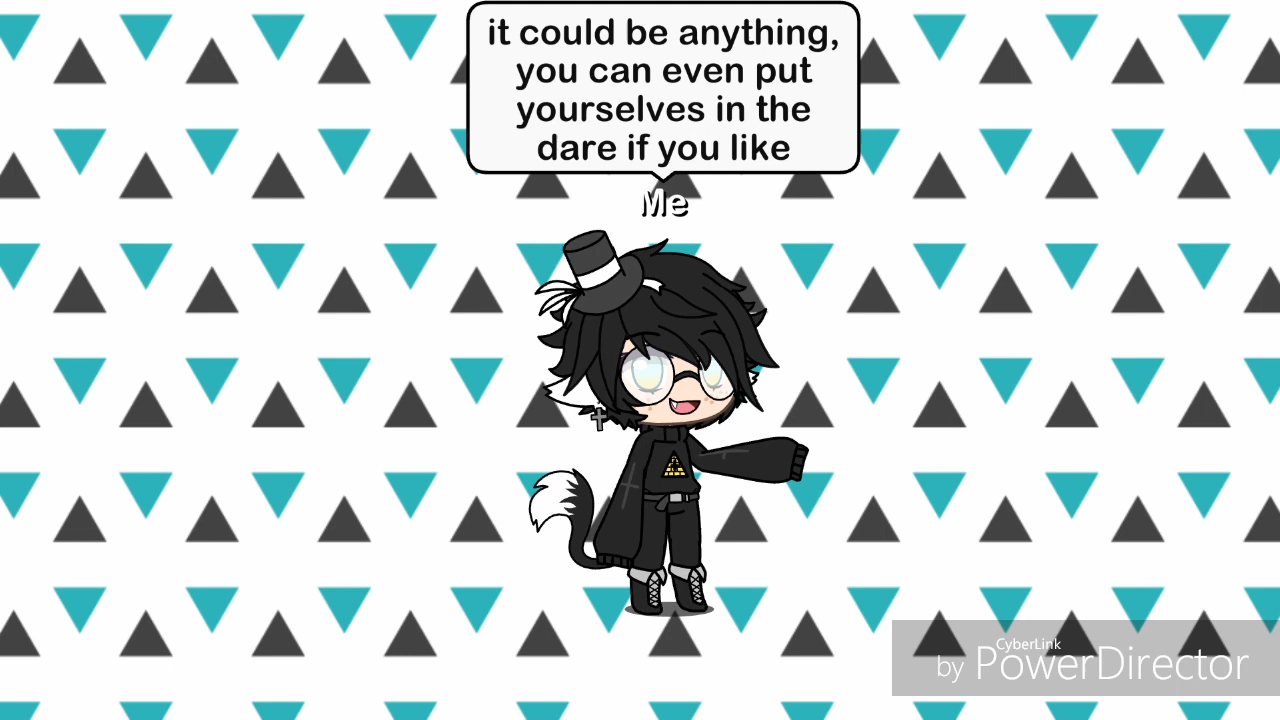 it could be anything,
you can even put
yourselves in the
dare if you like
Me
CyberLink
by PowerDirector